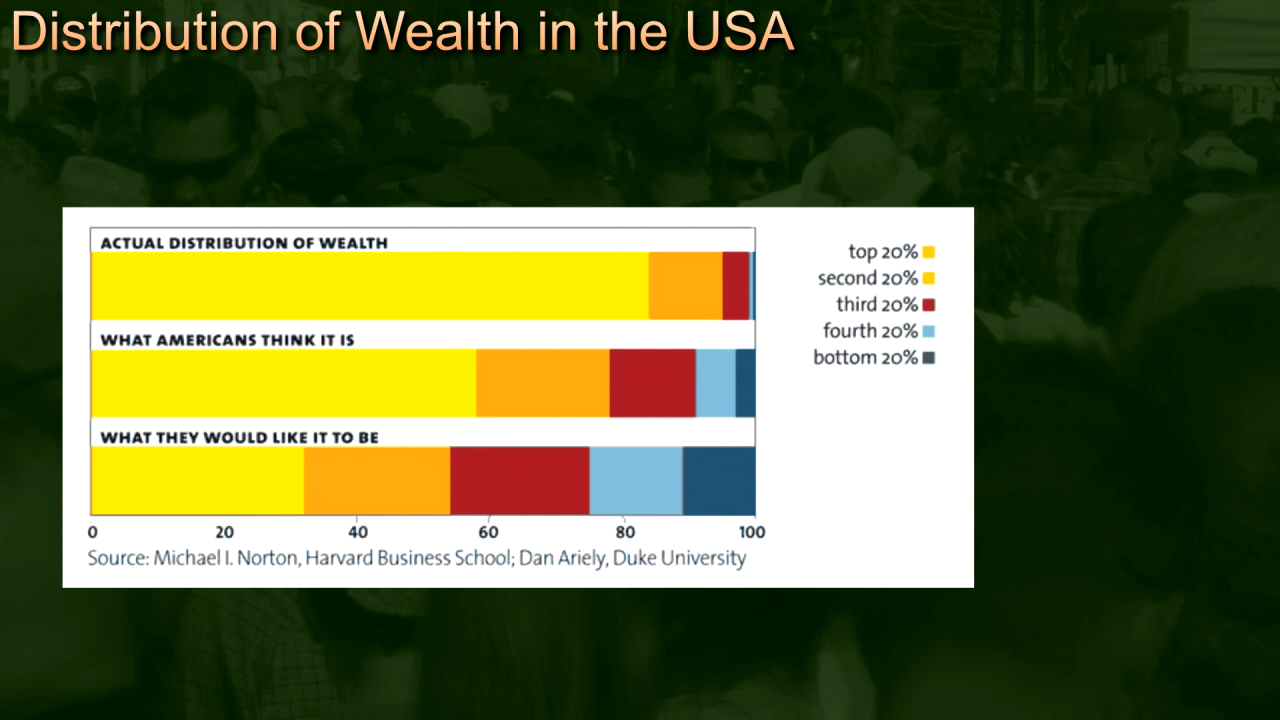 Distribution of Wealth in the USA
ACTUAL DISTRIBUTION OF WEALTH
WHAT AMERICANS THINK IT IS
WHAT THEY WOULD LIKE IT TO BE
0 20 40 60 80 100
Source: Michael I. Norton, Harvard Business School; Dan Ariely, Duke University
top 20%
second 20%
third 20%
fourth 20%
bottom 20%